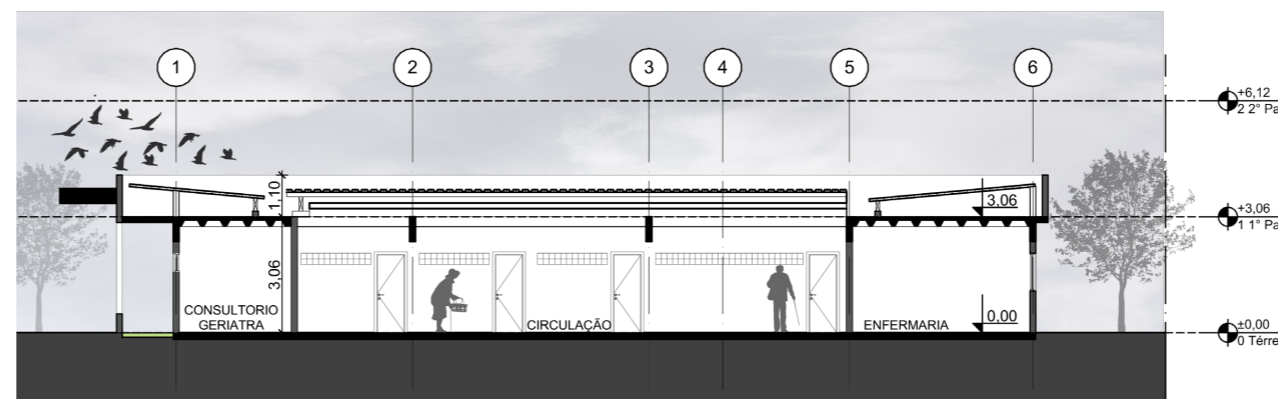 1 2 3 4 5 6
+6,12
2 2° Pa
1,10
3,06
+3,06
1 1° Pa
3,06
CONSULTORIO
GERIATRA
CIRCULAÇÃO
ENFERMARIA
0,00
±0,00
0 Térre